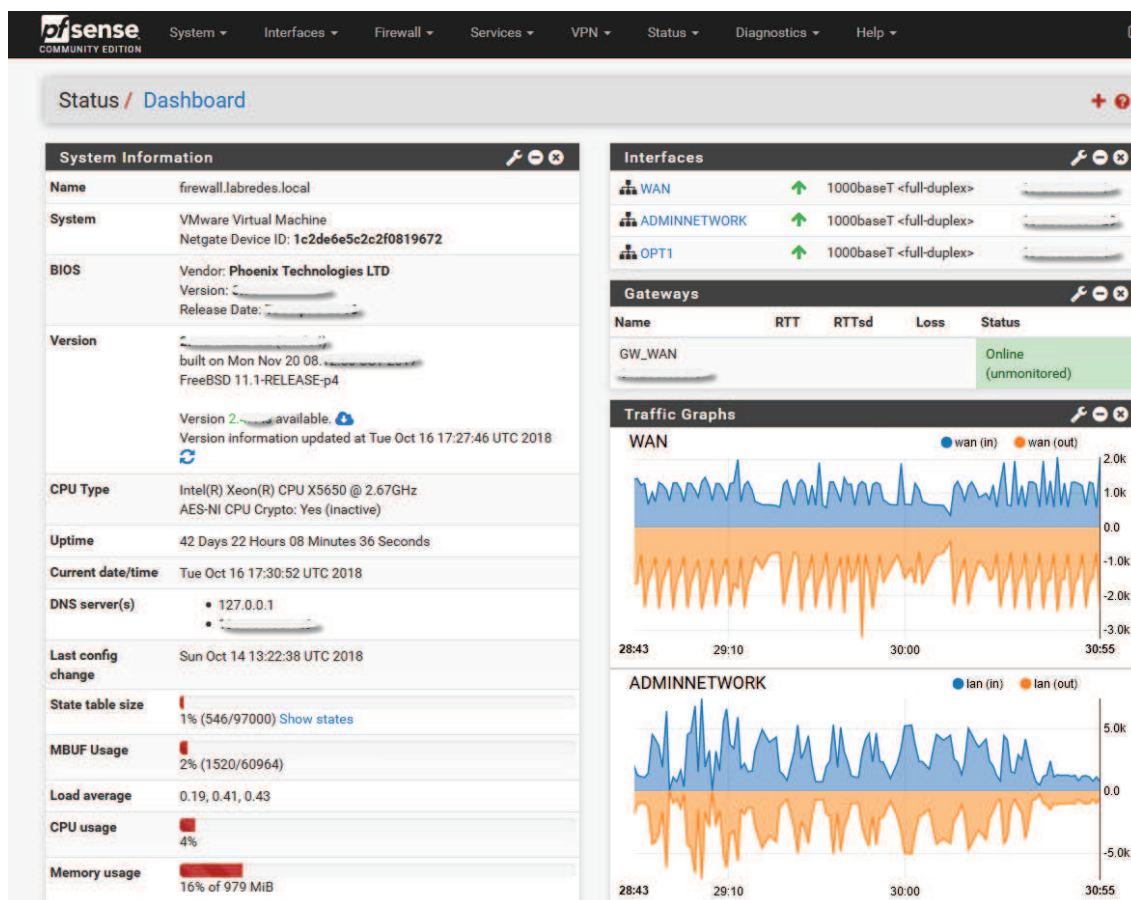 pfsense
COMMUNITY EDITION
System
Interfaces
Firewall
Services
VPN
Status
Diagnostics
Help
Status / Dashboard
System Information
Name firewall.labredes.local
System VMware Virtual Machine
Netgate Device ID: 1c2de6e5c2c2f0819672
BIOS Vendor: Phoenix Technologies LTD
Version:
Release Date:
Version
built on Mon Nov 20 08.
FreeBSD 11.1-RELEASE-p4
Version 2. available.
Version information updated at Tue Oct 16 17:27:46 UTC 2018
CPU Type Intel(R) Xeon(R) CPU X5650 @ 2.67GHz
AES-NI CPU Crypto: Yes (inactive)
Uptime 42 Days 22 Hours 08 Minutes 36 Seconds
Current date/time Tue Oct 16 17:30:52 UTC 2018
DNS server(s) • 127.0.0.1
Last config change Sun Oct 14 13:22:38 UTC 2018
State table size
1% (546/97000) Show states
MBUF Usage
2% (1520/60964)
Load average 0.19, 0.41, 0.43
CPU usage
4%
Memory usage
16% of 979 MiB
Interfaces
WAN 1000baseT <full-duplex>
ADMINNETWORK 1000baseT <full-duplex>
OPT1 1000baseT <full-duplex>
Gateways
Name RTT RTTsd Loss Status
GW_WAN Online
(unmonitored)
Traffic Graphs
WAN wan (in) wan (out)
2.0k
1.0k
0.0
-1.0k
-2.0k
-3.0k
28:43 29:10 30:00 30:55
ADMINNETWORK lan (in) lan (out)
5.0k
0.0
-5.0k
28:43 29:10 30:00 30:55